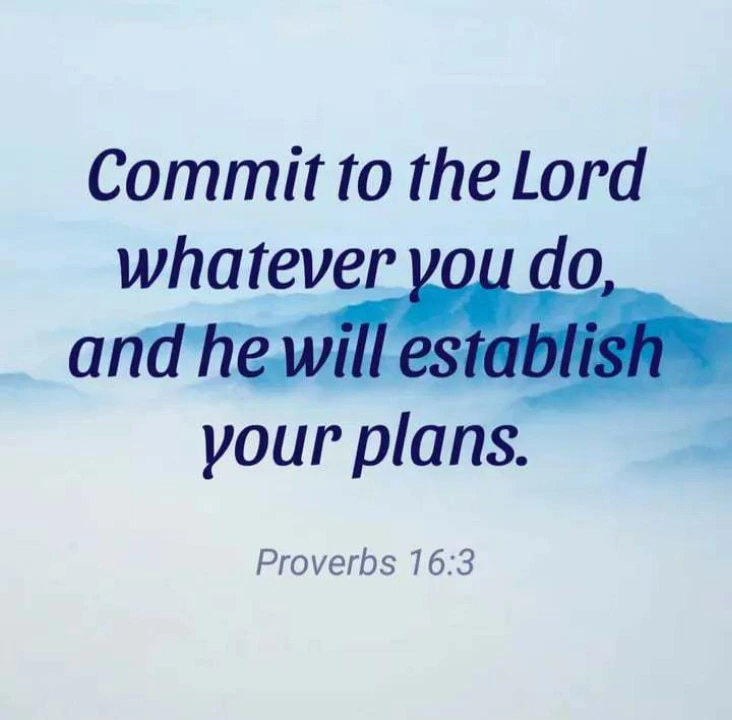 Commit to the Lord
whatever you do,
and he will establish
your plans.
Proverbs 16:3